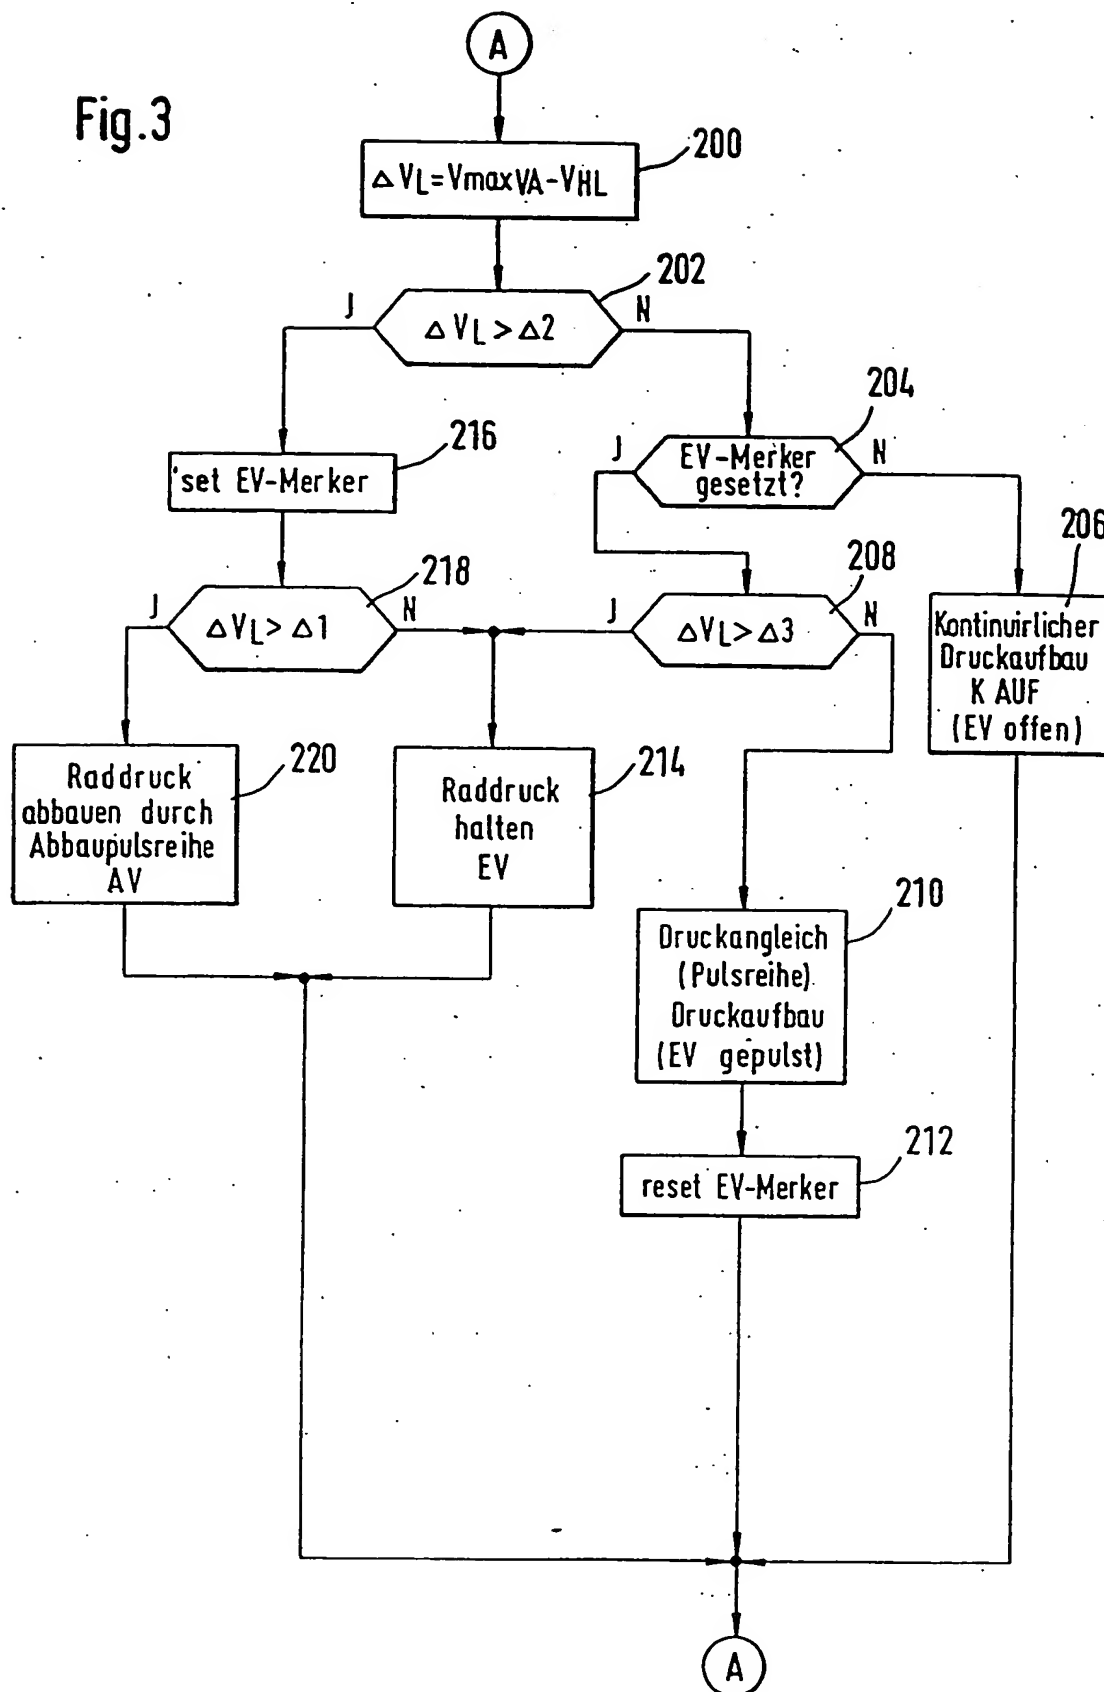 A
Fig.3
200
ΔVL=VmaxVA-VHL
202
J
N
ΔVL>Δ2
204
216
J
EV-Merker
gesetzt?
N
set EV-Merker
206
218
208
J
ΔVL>Δ1
N
J
ΔVL>Δ3
N
Kontinuirlicher
Druckaufbau
K AUF
(EV offen)
220
214
Raddruck
abbauen durch
Abbaupulsreihe
AV
Raddruck
halten
EV
210
Druckangleich
(Pulsreihe)
Druckaufbau
(EV gepulst)
212
reset EV-Merker
A